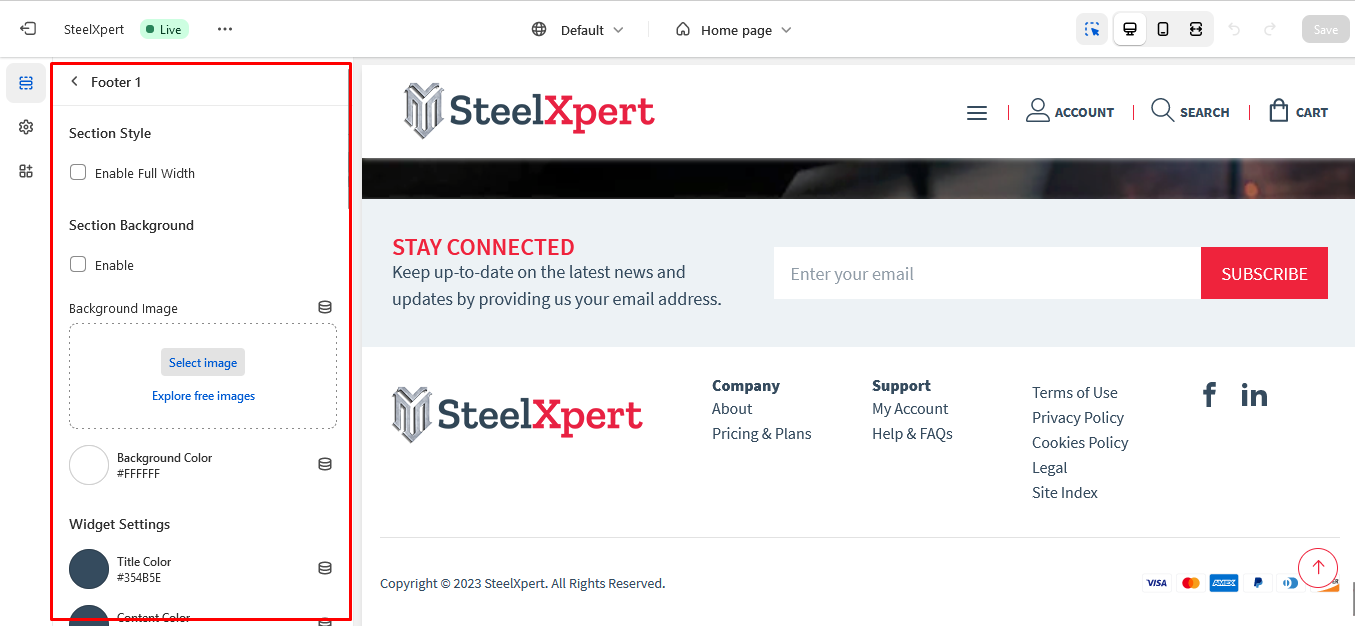 SteelXpert
Live
Default
Home page
Save
Footer 1
Section Style
Enable Full Width
Section Background
Enable
Background Image
Select image
Explore free images
Background Color
#FFFFFF
Widget Settings
Title Color
#354B5E
Content Color
SteelXpert
ACCOUNT
SEARCH
CART
STAY CONNECTED
Keep up-to-date on the latest news and
updates by providing us your email address.
Enter your email
SUBSCRIBE
SteelXpert
Company
About
Pricing & Plans
Support
My Account
Help & FAQs
Terms of Use
Privacy Policy
Cookies Policy
Legal
Site Index
Copyright © 2023 SteelXpert. All Rights Reserved.
VISA
AMEX